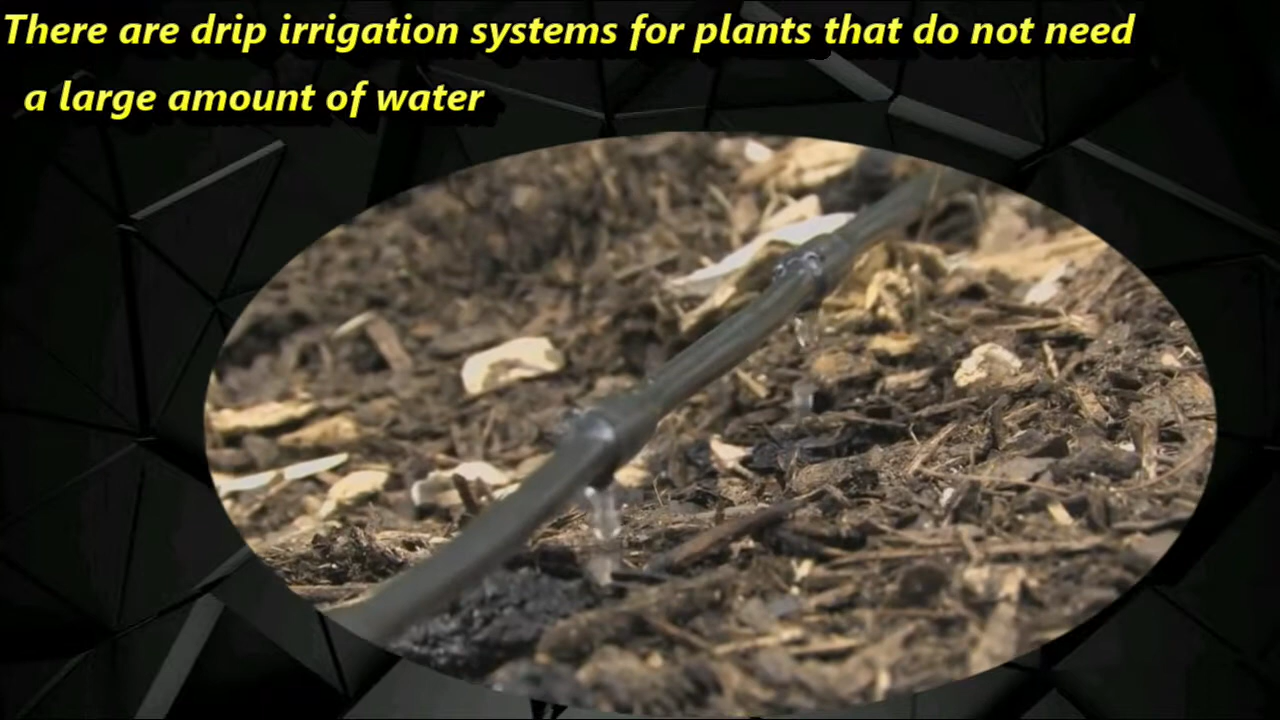 There are drip irrigation systems for plants that do not need
a large amount of water